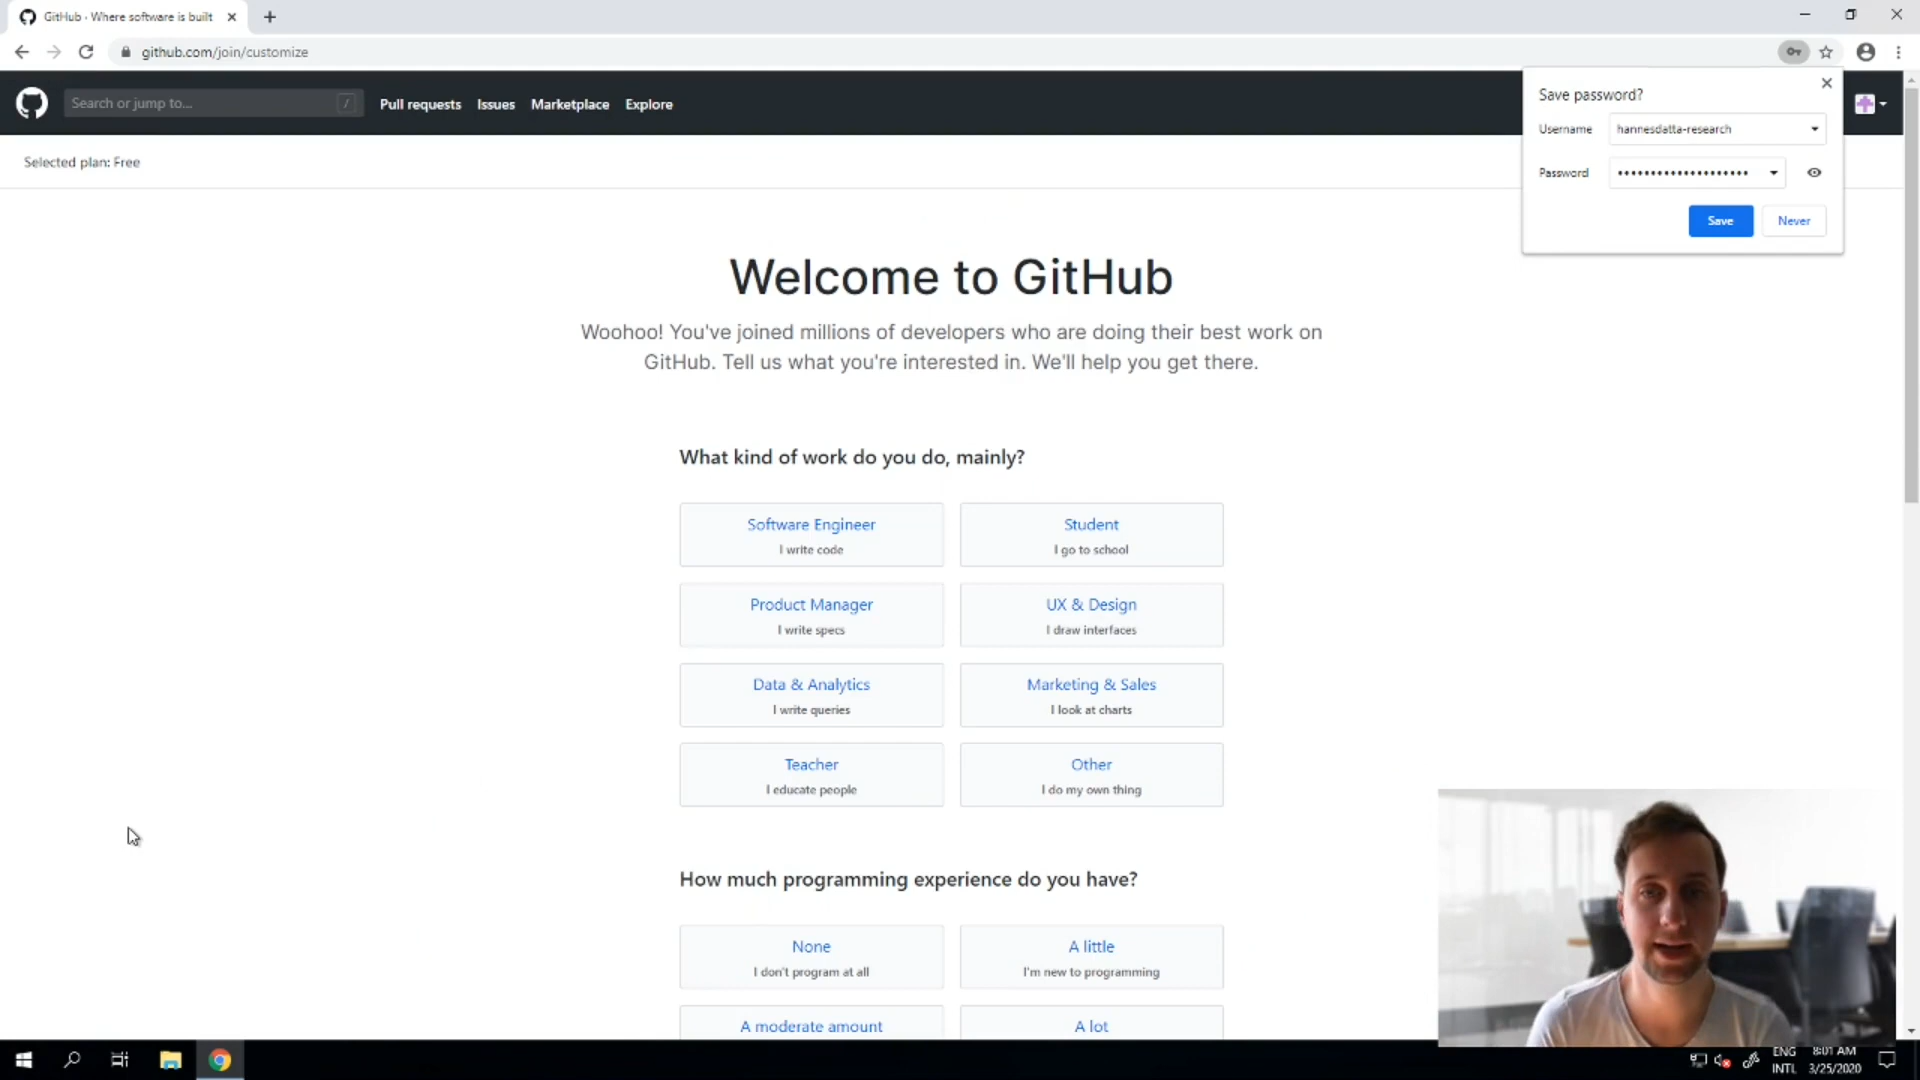 GitHub · Where software is built
github.com/join/customize
Search or jump to...
/
Pull requests
Issues
Marketplace
Explore
Save password?
Username
hannesdatta-research
Password
••••••••••••••••••••
Save
Never
Selected plan: Free
Welcome to GitHub
Woohoo! You've joined millions of developers who are doing their best work on
GitHub. Tell us what you're interested in. We'll help you get there.
What kind of work do you do, mainly?
Software Engineer
I write code
Student
I go to school
Product Manager
I write specs
UX & Design
I draw interfaces
Data & Analytics
I write queries
Marketing & Sales
I look at charts
Teacher
I educate people
Other
I do my own thing
How much programming experience do you have?
None
I don't program at all
A little
I'm new to programming
A moderate amount
A lot
ENG
INTL
8:01 AM
3/25/2020